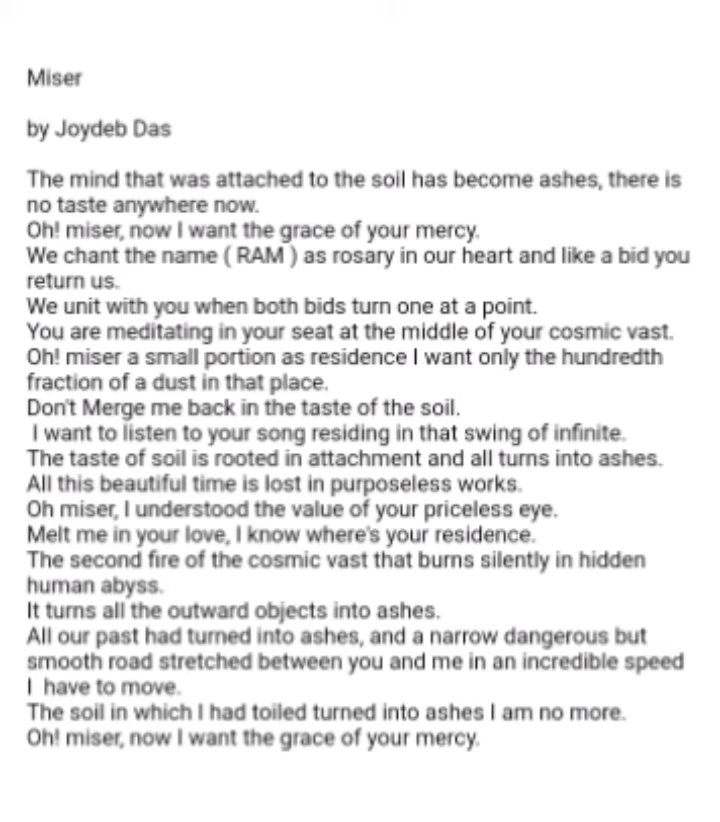 Miser
by Joydeb Das
The mind that was attached to the soil has become ashes, there is
no taste anywhere now.
Oh! miser, now I want the grace of your mercy.
We chant the name ( RAM ) as rosary in our heart and like a bid you
return us.
We unit with you when both bids turn one at a point.
You are meditating in your seat at the middle of your cosmic vast.
Oh! miser a small portion as residence I want only the hundredth
fraction of a dust in that place.
Don't Merge me back in the taste of the soil.
I want to listen to your song residing in that swing of infinite.
The taste of soil is rooted in attachment and all turns into ashes.
All this beautiful time is lost in purposeless works.
Oh miser, I understood the value of your priceless eye.
Melt me in your love, I know where's your residence.
The second fire of the cosmic vast that burns silently in hidden
human abyss.
It turns all the outward objects into ashes.
All our past had turned into ashes, and a narrow dangerous but
smooth road stretched between you and me in an incredible speed
I have to move.
The soil in which I had toiled turned into ashes I am no more.
Oh! miser, now I want the grace of your mercy.